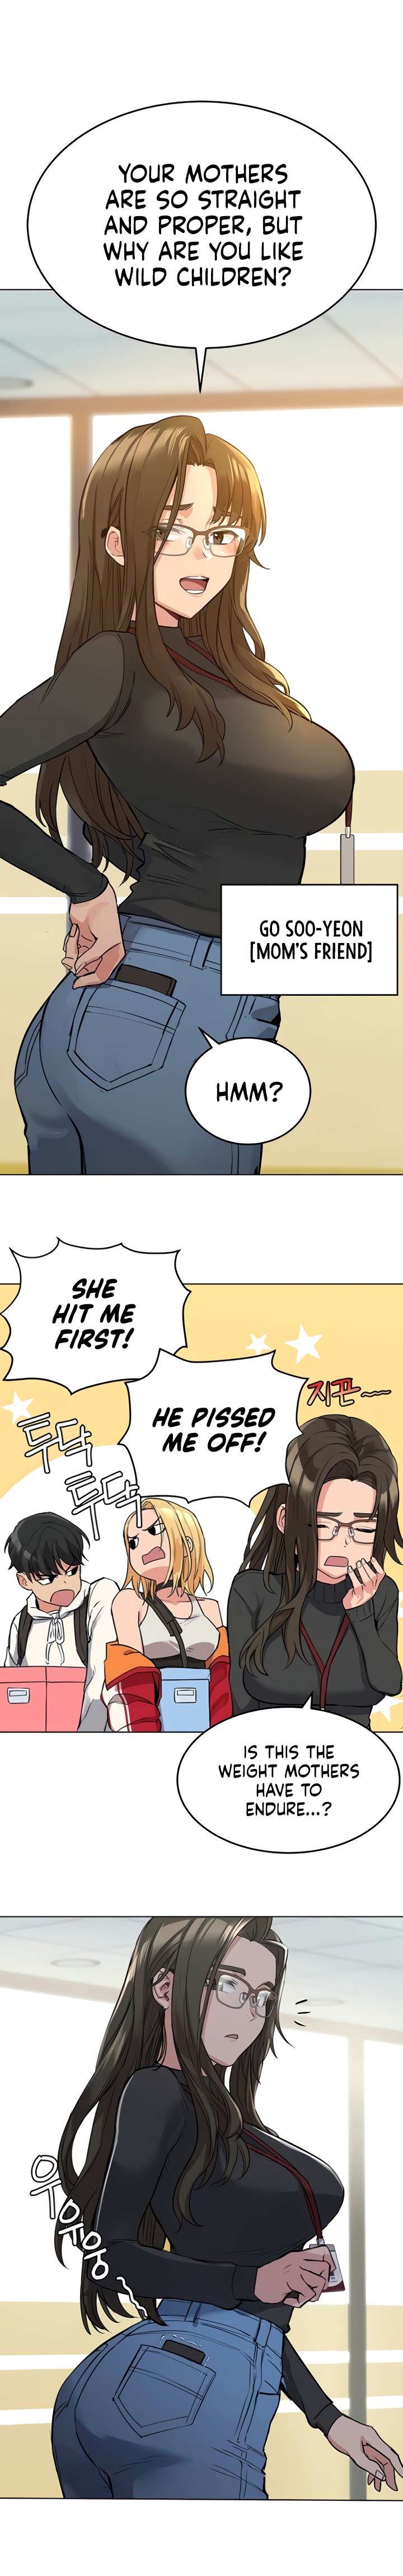 YOUR MOTHERS
ARE SO STRAIGHT
AND PROPER, BUT
WHY ARE YOU LIKE
WILD CHILDREN?
GO SOO-YEON
[MOM'S FRIEND]
HMM?
SHE
HIT ME
FIRST!
HE PISSED
ME OFF!
지끈
투닥
투닥
IS THIS THE
WEIGHT MOTHERS
HAVE TO
ENDURE...?
우우웅